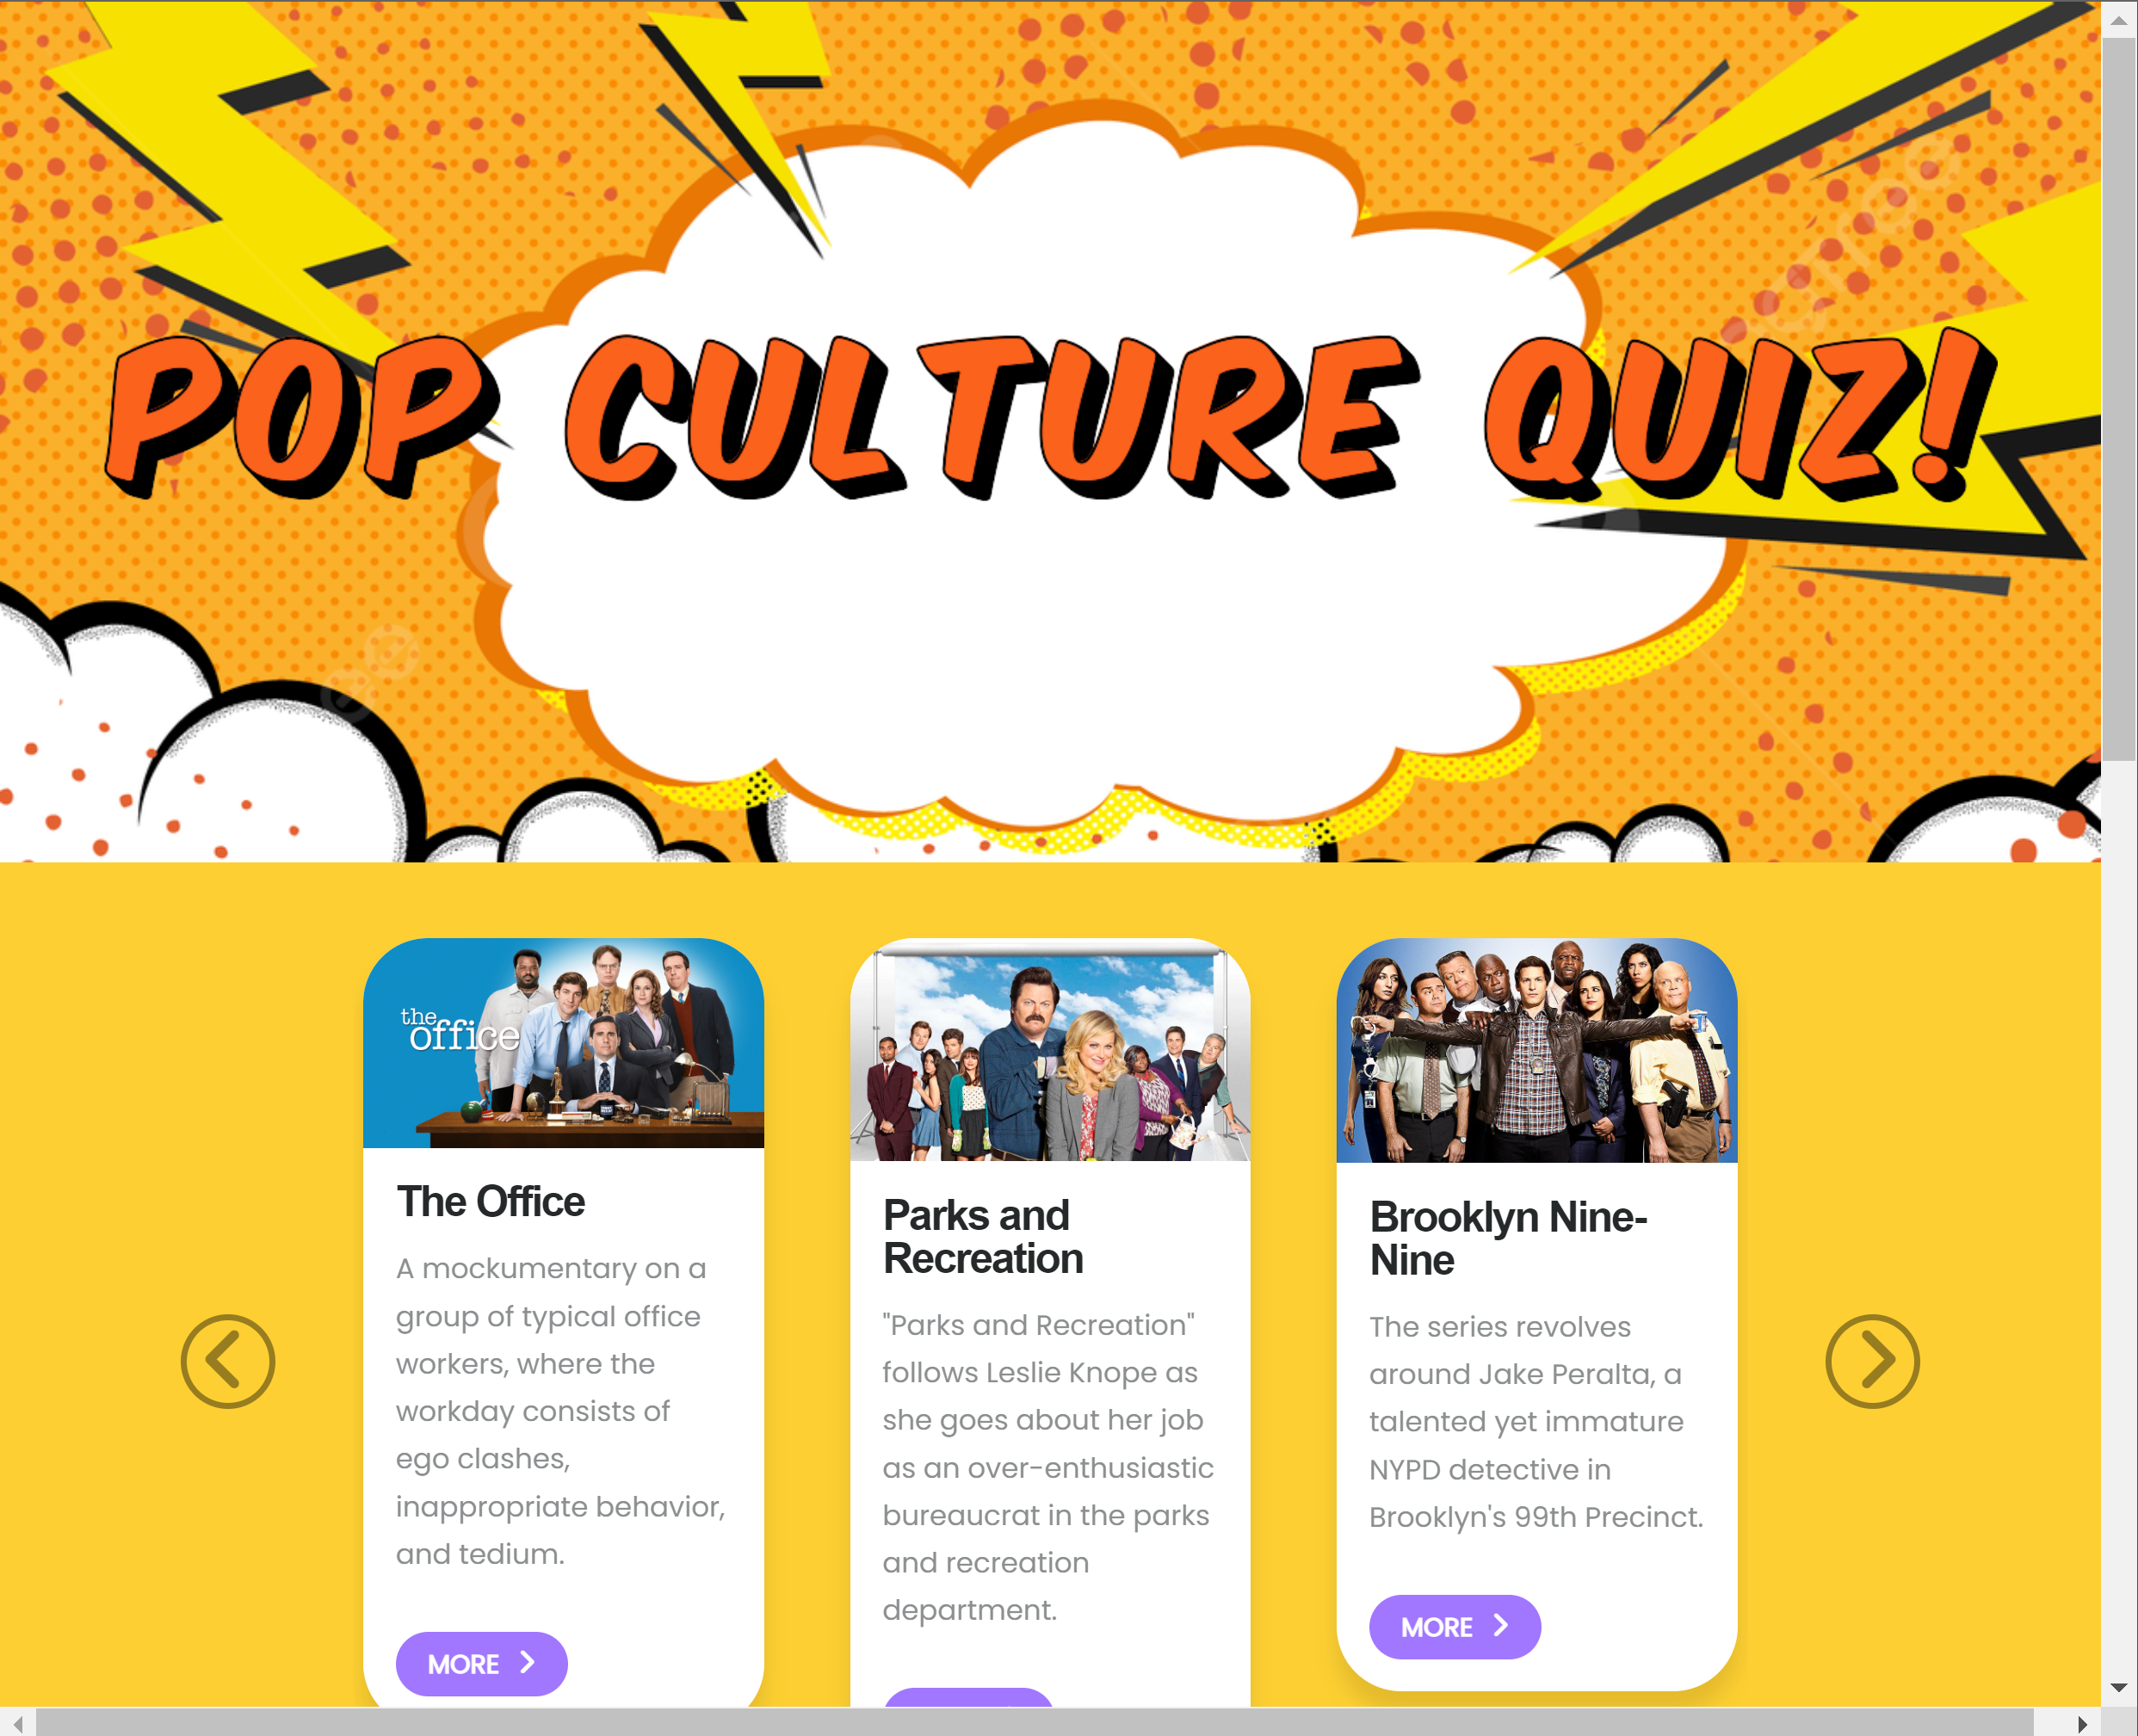 POP CULTURE QUIZ!
the
office
The Office
A mockumentary on a
group of typical office
workers, where the
workday consists of
ego clashes,
inappropriate behavior,
and tedium.
MORE
Parks and
Recreation
"Parks and Recreation"
follows Leslie Knope as
she goes about her job
as an over-enthusiastic
bureaucrat in the parks
and recreation
department.
Brooklyn Nine-
Nine
The series revolves
around Jake Peralta, a
talented yet immature
NYPD detective in
Brooklyn's 99th Precinct.
MORE